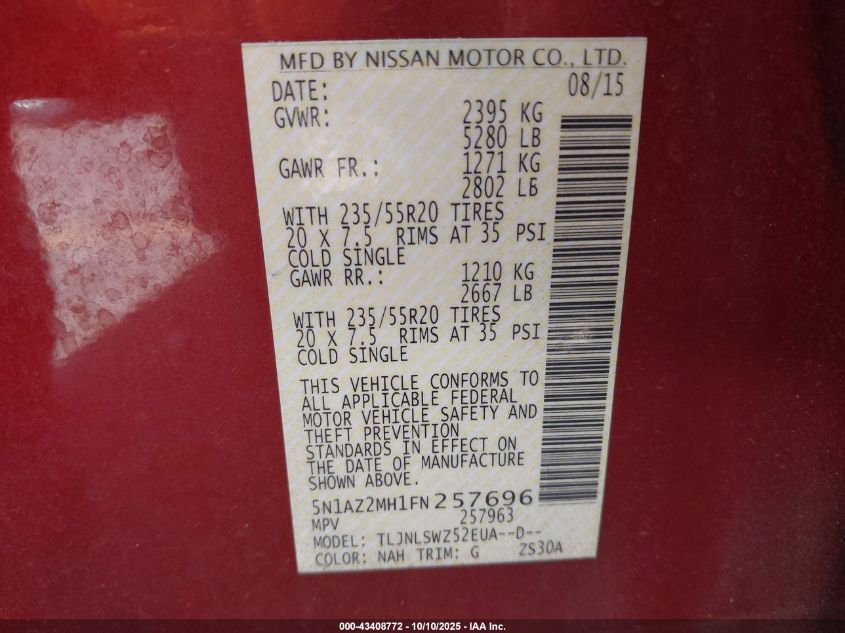 MFD BY NISSAN MOTOR CO., LTD.
DATE: 08/15
GVWR: 2395 KG
5280 LB
GAWR FR.: 1271 KG
2802 LB
WITH 235/55R20 TIRES
20 X 7.5 RIMS AT 35 PSI
COLD SINGLE
GAWR RR.: 1210 KG
2667 LB
WITH 235/55R20 TIRES
20 X 7.5 RIMS AT 35 PSI
COLD SINGLE
THIS VEHICLE CONFORMS TO
ALL APPLICABLE FEDERAL
MOTOR VEHICLE SAFETY AND
THEFT PREVENTION
STANDARDS IN EFFECT ON
THE DATE OF MANUFACTURE
SHOWN ABOVE.
5N1AZ2MH1FN257696
MPV 257963
MODEL: TLJNLSWZ52EUA--D--
COLOR: NAH TRIM: G ZS30A
000-43408772 - 10/10/2025 - IAA Inc.